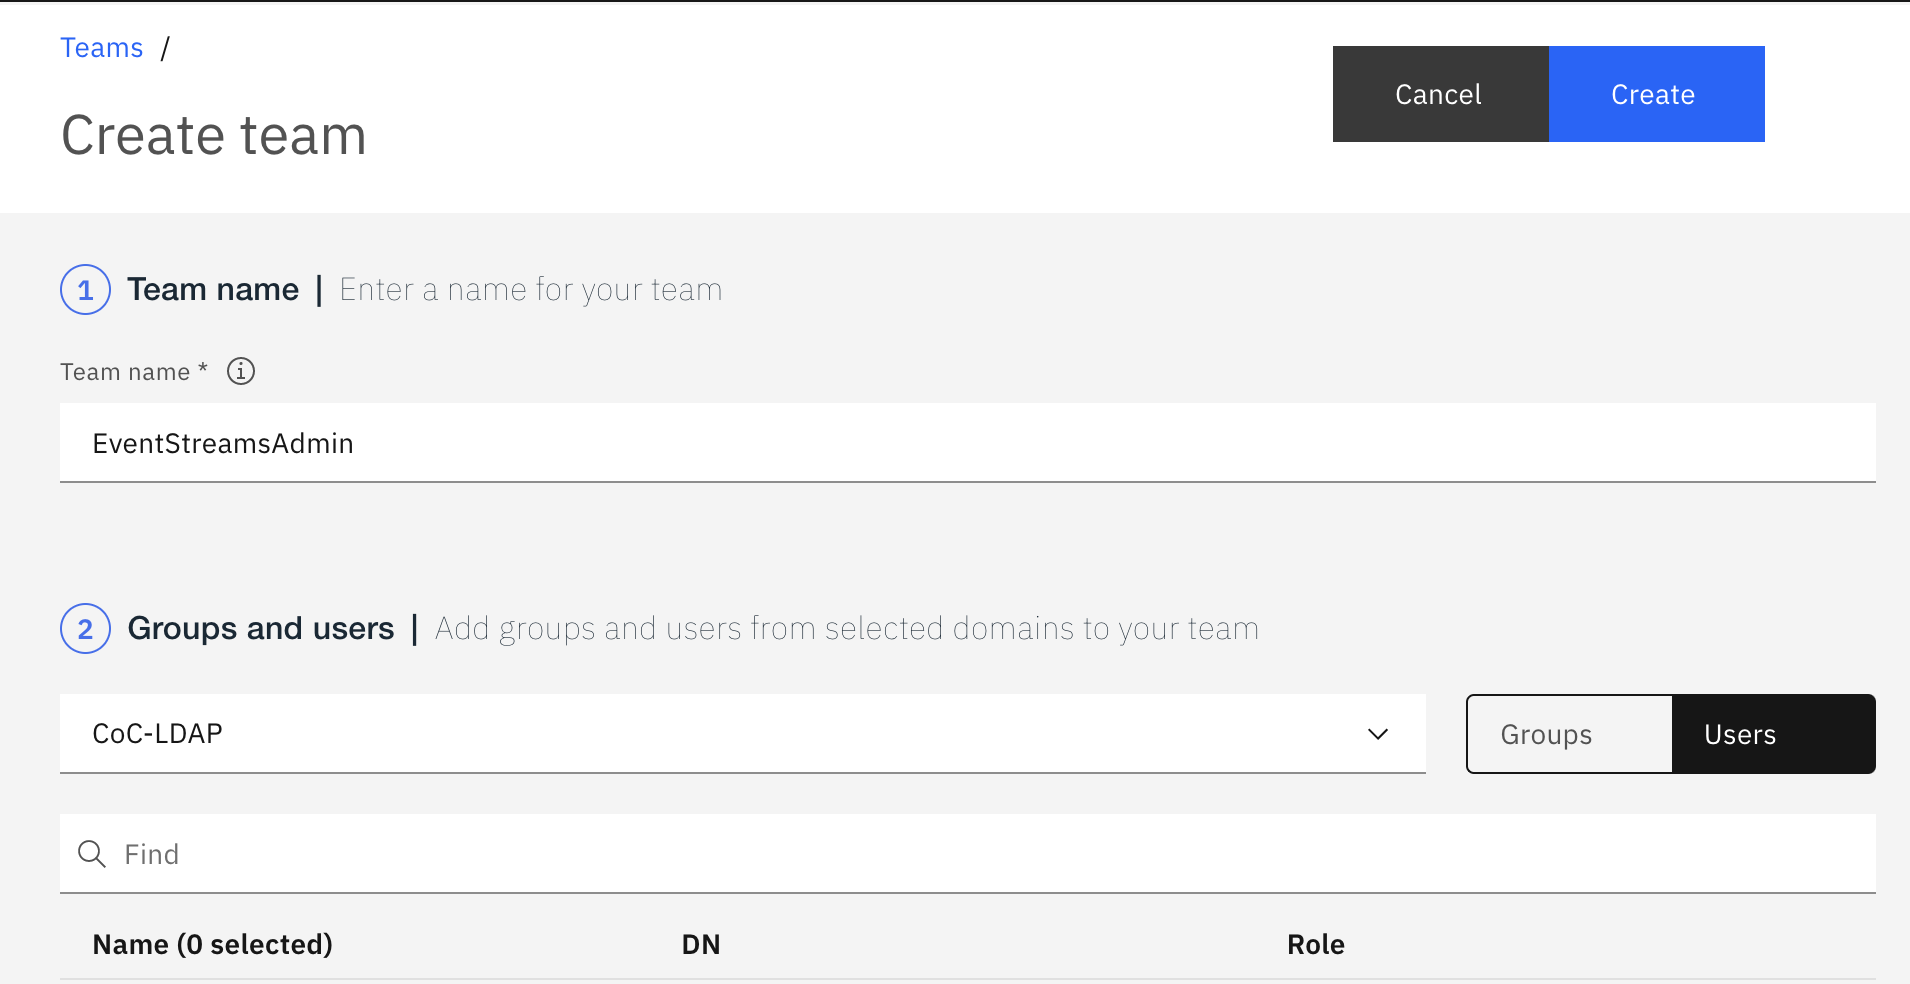 Teams /
Cancel
Create
Create team
1 Team name | Enter a name for your team
Team name *
EventStreamsAdmin
2 Groups and users | Add groups and users from selected domains to your team
CoC-LDAP
Groups
Users
Find
Name (0 selected)
DN
Role